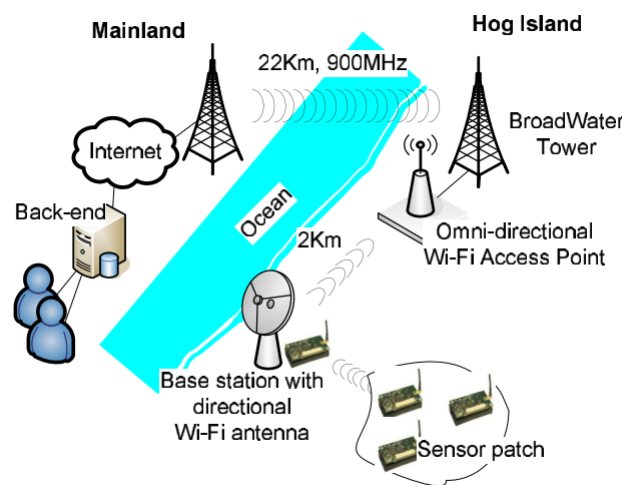 Mainland
Hog Island
22Km, 900MHz
BroadWater
Tower
Internet
Back-end
Ocean
2Km
Omni-directional
Wi-Fi Access Point
Base station with
directional
Wi-Fi antenna
Sensor patch